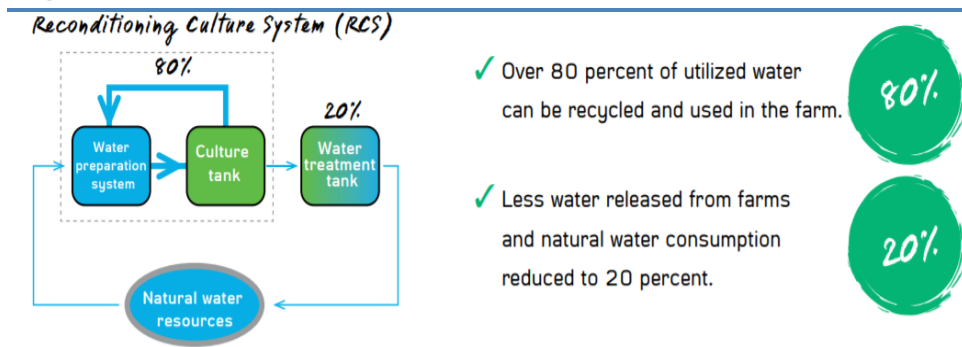 Reconditioning Culture System (RCS)
80%
20%
Water
preparation
system
Culture
tank
Water
treatment
tank
Natural water
resources
✓ Over 80 percent of utilized water
can be recycled and used in the farm.
80%
✓ Less water released from farms
and natural water consumption
reduced to 20 percent.
20%